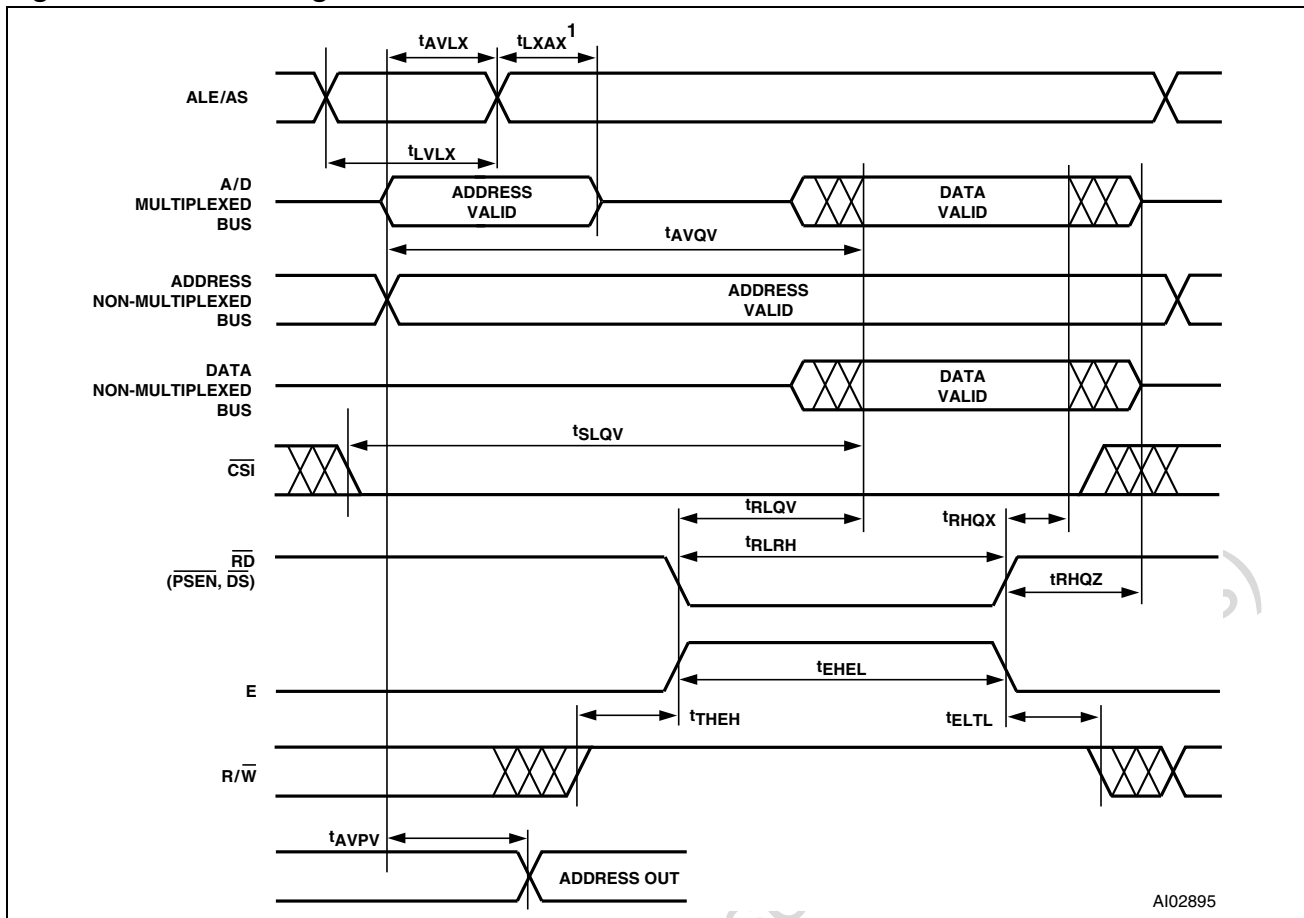 tAVLX
tLXAX1
ALE/AS
tLVLX
A/D
MULTIPLEXED
BUS
ADDRESS
VALID
DATA
VALID
tAVQV
ADDRESS
NON-MULTIPLEXED
BUS
ADDRESS
VALID
DATA
NON-MULTIPLEXED
BUS
DATA
VALID
tSLQV
CSI
tRLQV
tRHQX
tRLRH
RD
(PSEN, DS)
tRHQZ
tEHEL
E
tTHEH
tELTL
R/W
tAVPV
ADDRESS OUT
AI02895